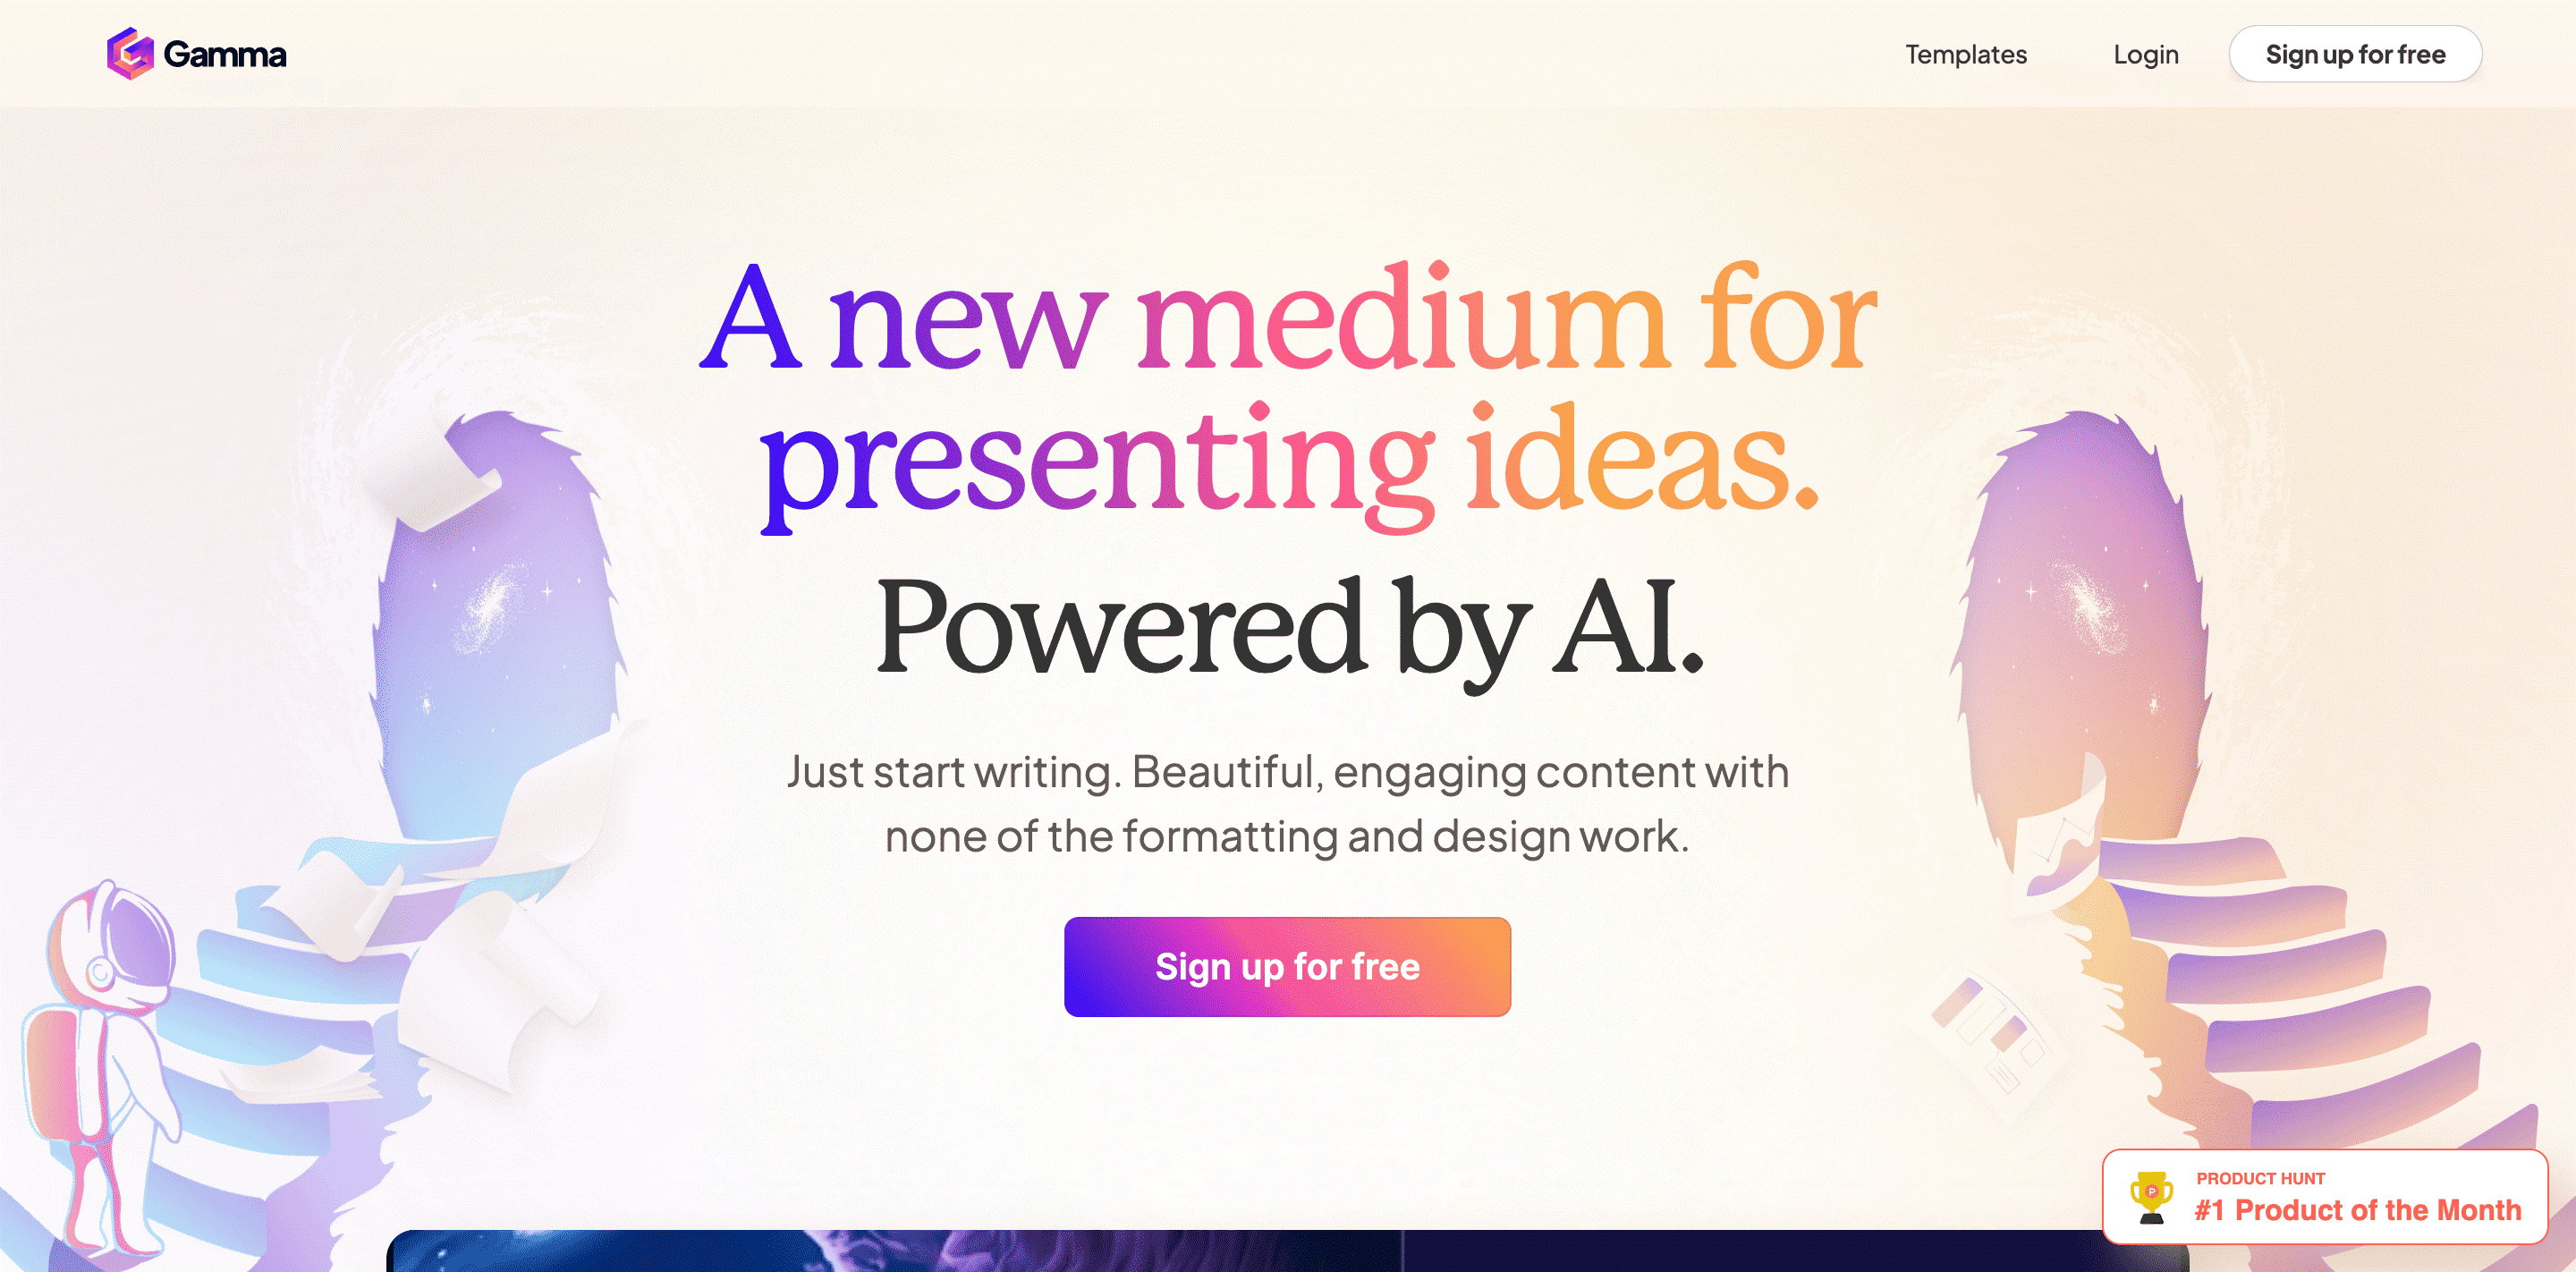 Gamma
Templates
Login
Sign up for free
A new medium for
presenting ideas.
Powered by AI.
Just start writing. Beautiful, engaging content with
none of the formatting and design work.
Sign up for free
P
PRODUCT HUNT
#1 Product of the Month